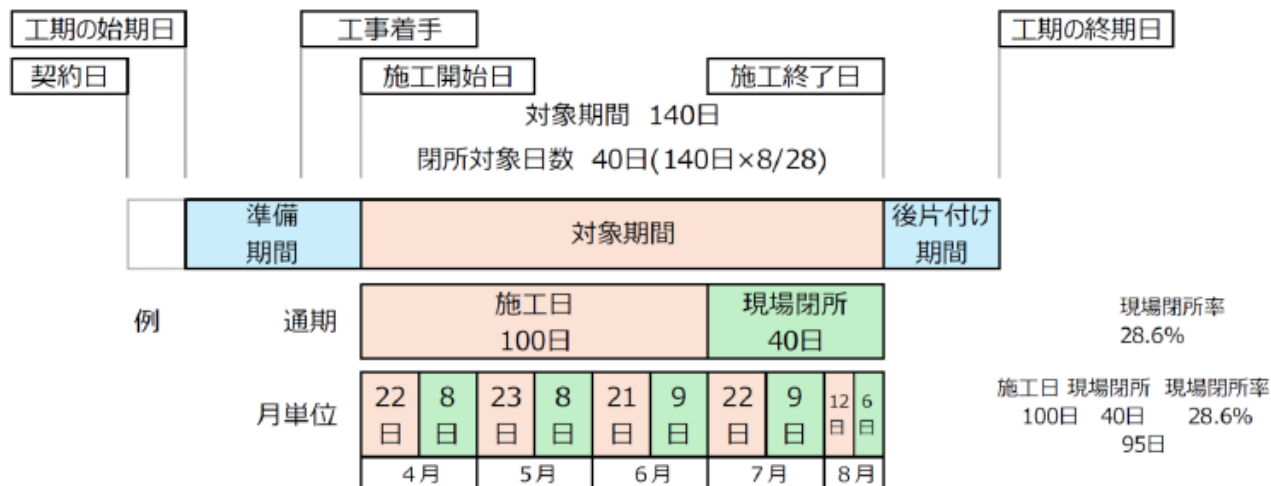 工期の始期日 工事着手 工期の終期日
契約日 施工開始日 施工終了日
対象期間 140日
閉所対象日数 40日(140日×8/28)
準備
期間
対象期間
後片付け
期間
例 通期
施工日
100日
現場閉所
40日
現場閉所率
28.6%
月単位
22
日
8
日
23
日
8
日
21
日
9
日
22
日
9
日
12
日
6
日
4月 5月 6月 7月 8月
施工日 現場閉所 現場閉所率
100日 40日 28.6%
95日